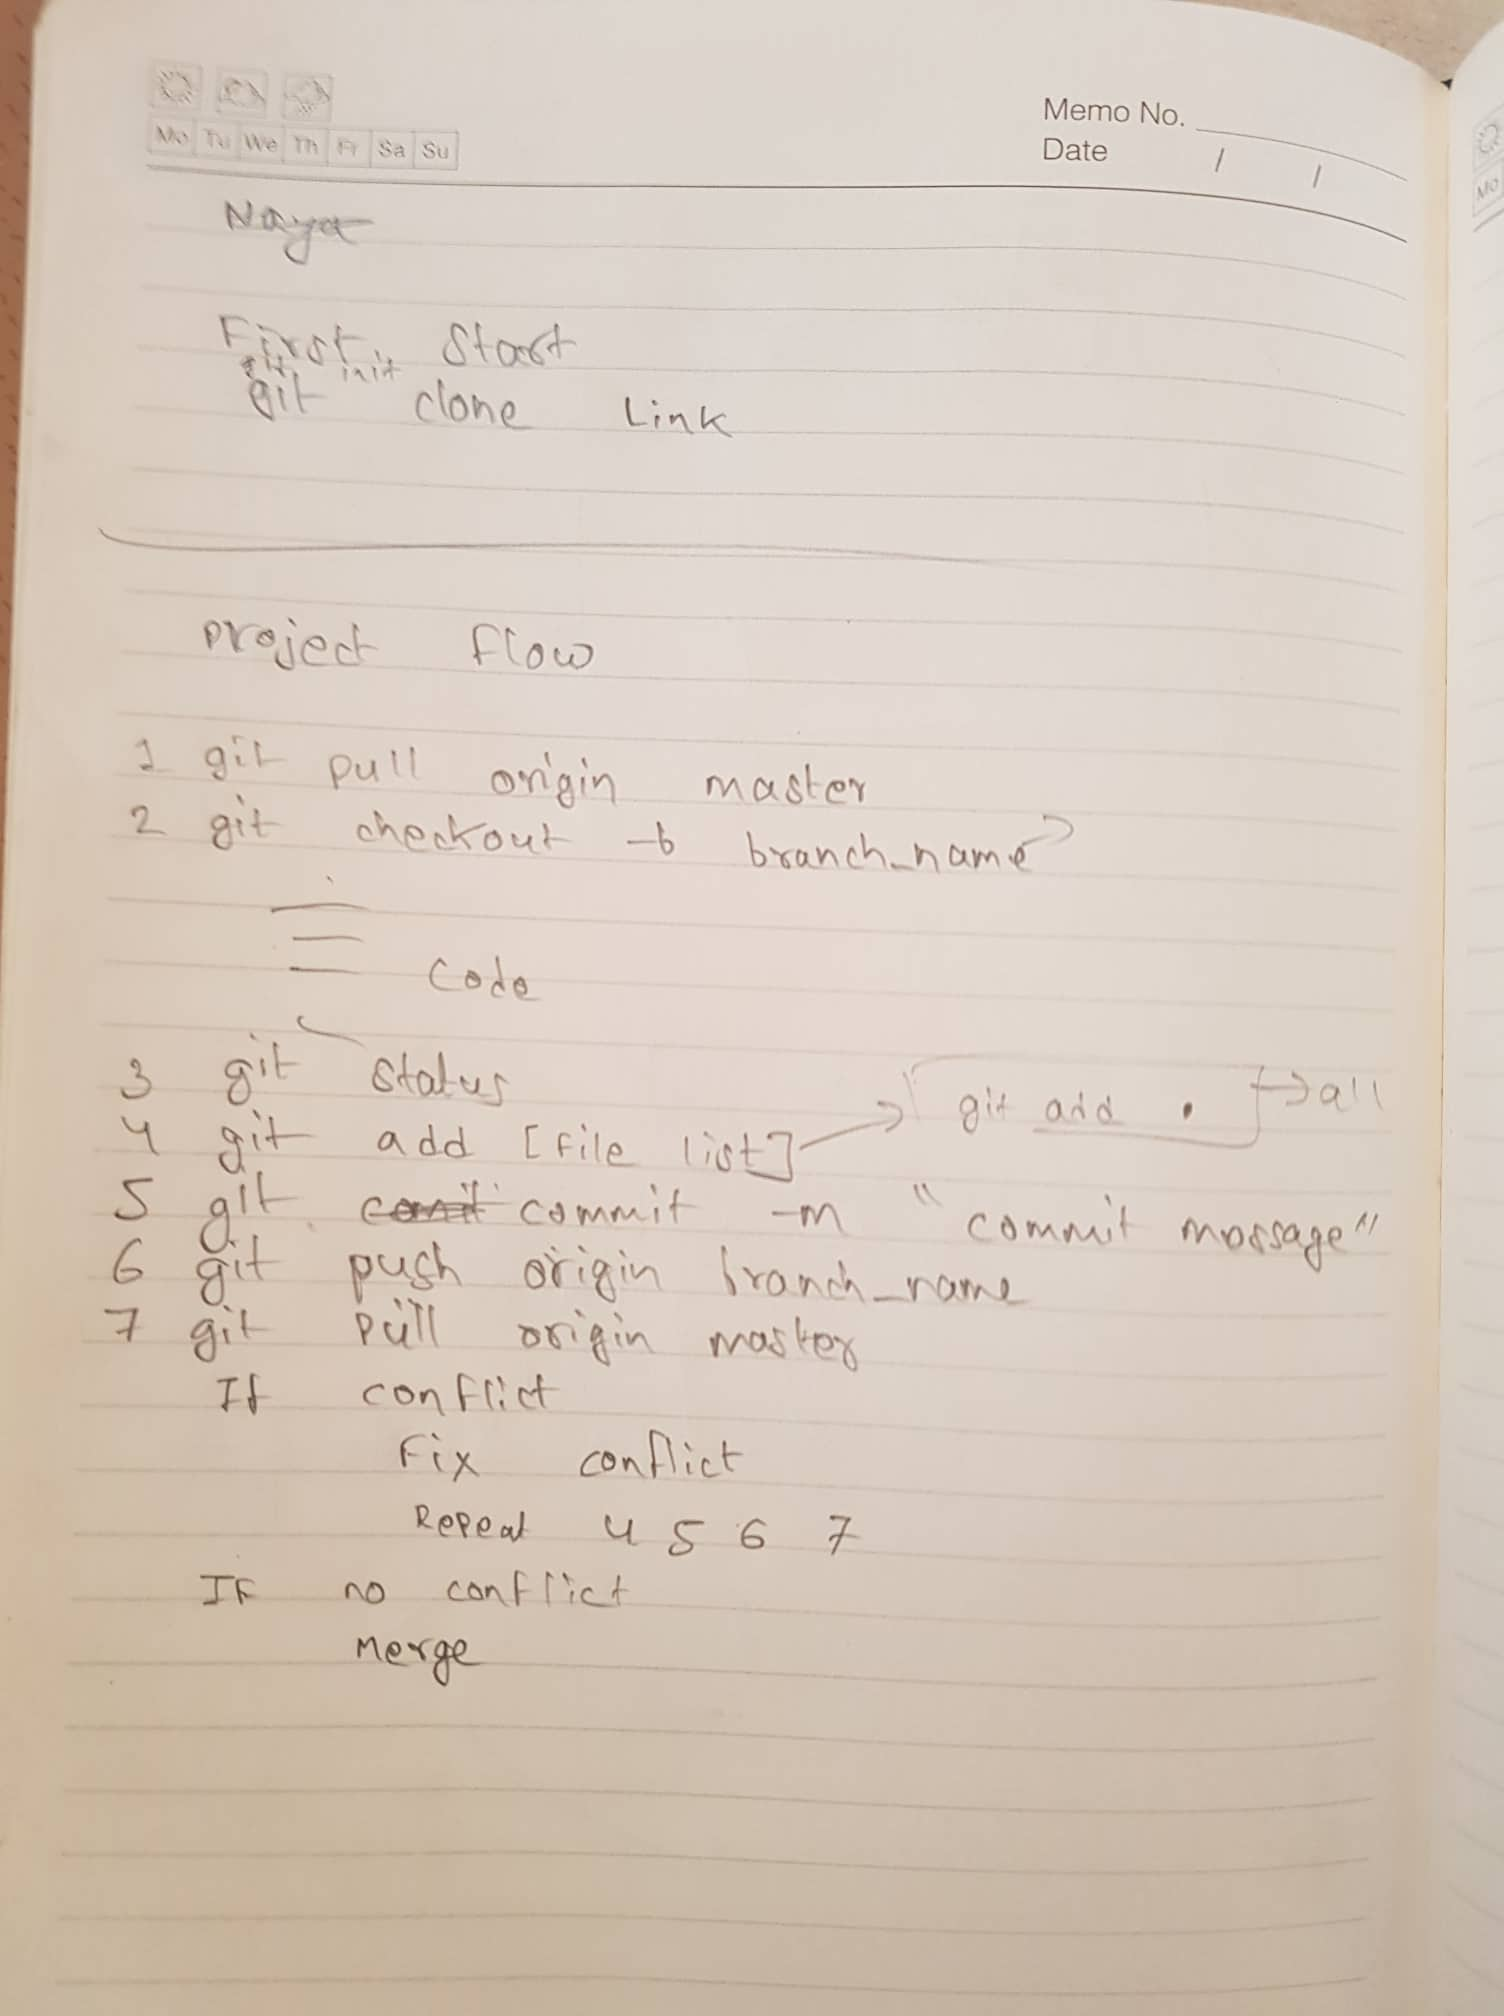 Mo Tu We Th Fr Sa Su
Memo No.
Date / /
Naya
First Start
git init
git clone Link
project flow
1 git pull origin master
2 git checkout -b branch_name
code
3 git status
4 git add [file list] → git add . → all
5 git commit -m "commit massage"
6 git push origin branch_name
7 git pull origin master
If conflict
Fix conflict
Repeat 4 5 6 7
If no conflict
Merge
Mo